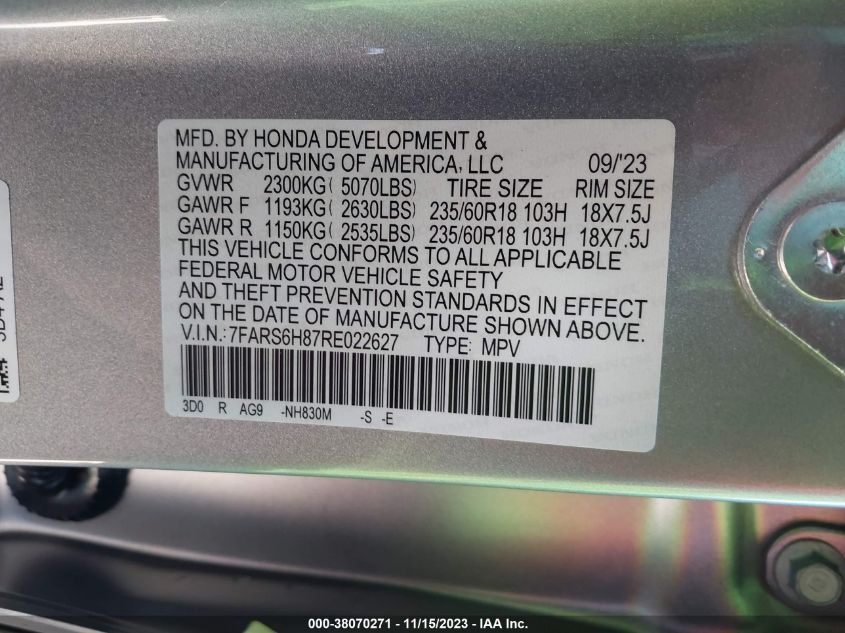 MFD. BY HONDA DEVELOPMENT &
MANUFACTURING OF AMERICA, LLC 09/'23
GVWR 2300KG( 5070LBS) TIRE SIZE RIM SIZE
GAWR F 1193KG( 2630LBS) 235/60R18 103H 18X7.5J
GAWR R 1150KG( 2535LBS) 235/60R18 103H 18X7.5J
THIS VEHICLE CONFORMS TO ALL APPLICABLE
FEDERAL MOTOR VEHICLE SAFETY
AND THEFT PREVENTION STANDARDS IN EFFECT
ON THE DATE OF MANUFACTURE SHOWN ABOVE.
V.I.N.:7FARS6H87RE022627 TYPE: MPV
3D0 R AG9 -NH830M -S -E
000-38070271 - 11/15/2023 - IAA Inc.